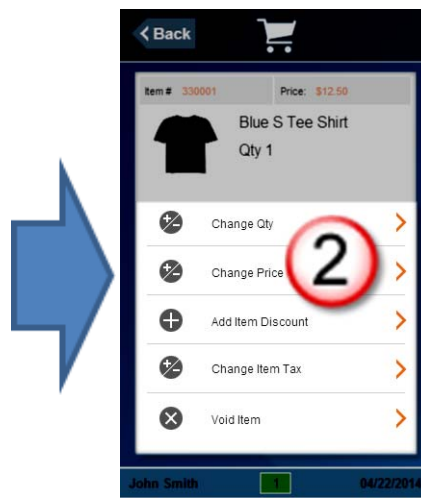 Back
Item # 330001 Price: $12.50
Blue S Tee Shirt
Qty 1
Change Qty
Change Price
2
Add Item Discount
Change Item Tax
Void Item
John Smith 1 04/22/2014